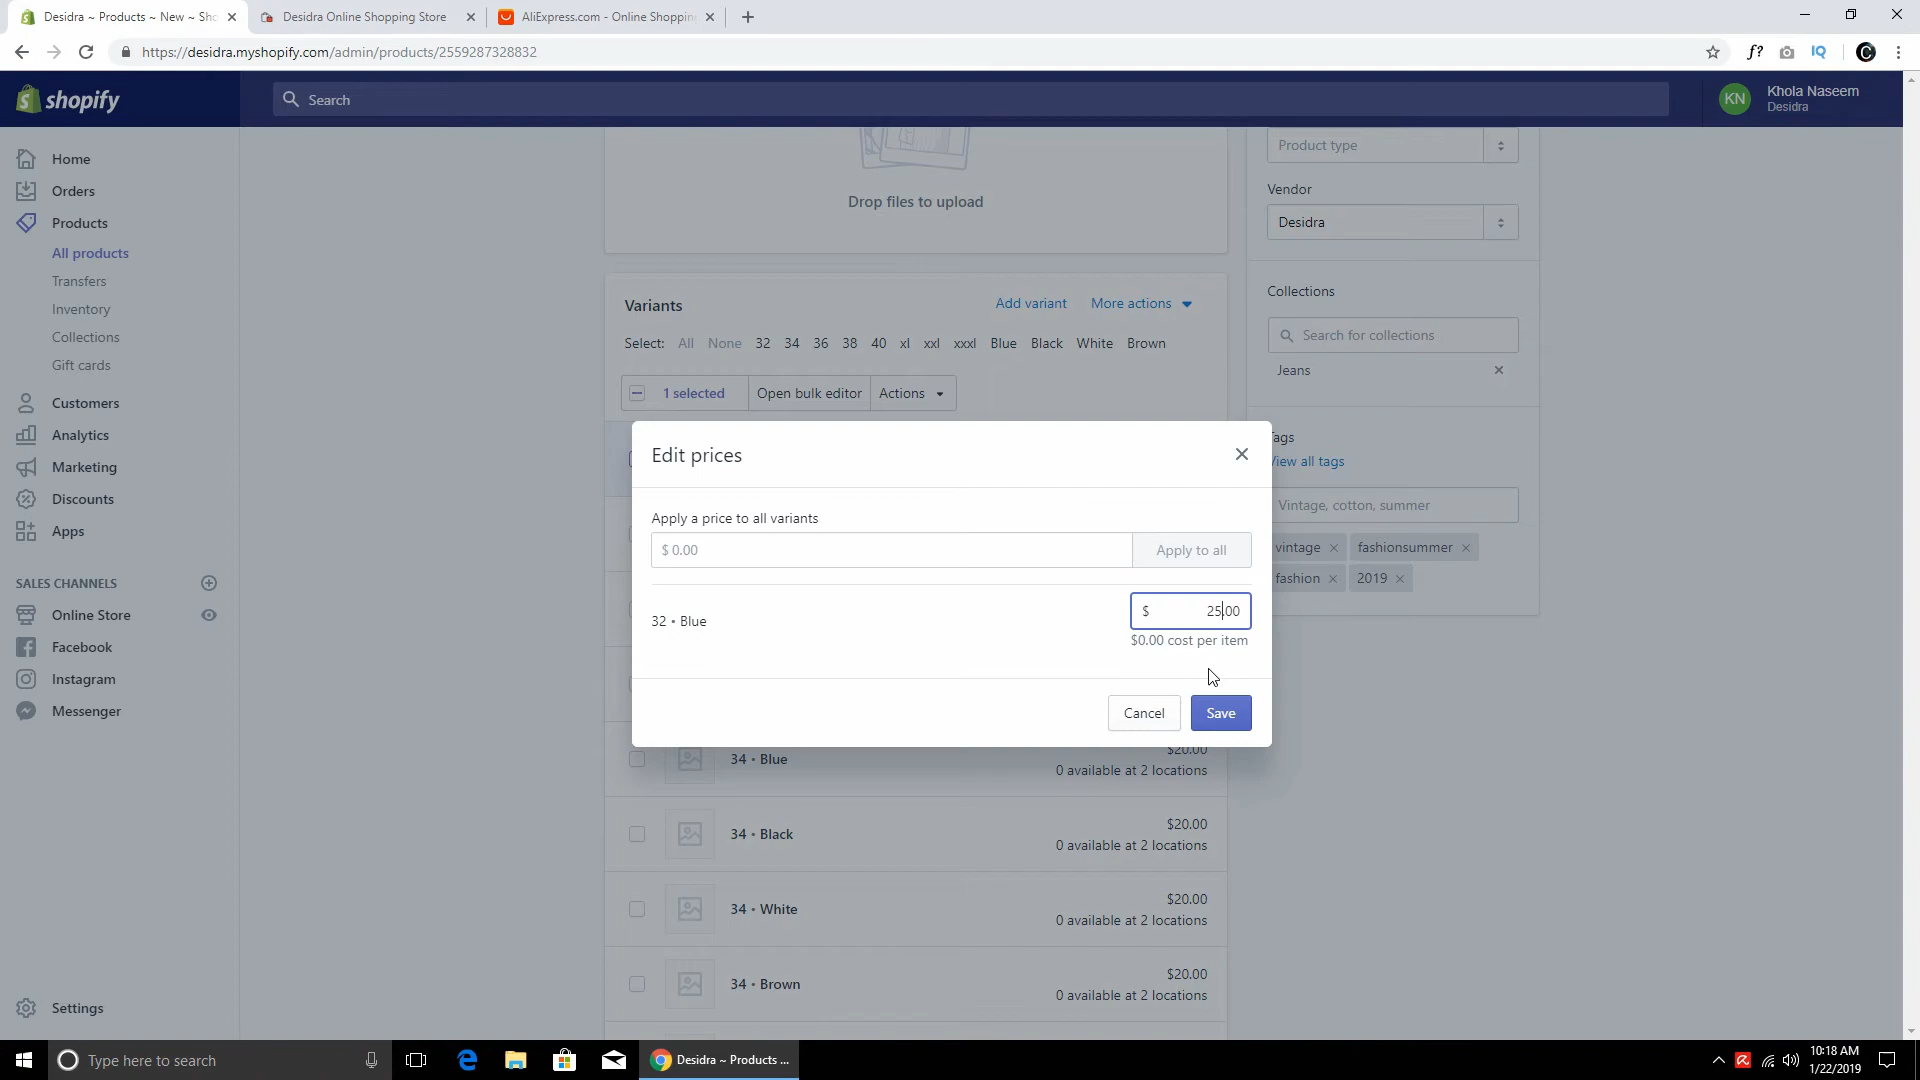 Desidra ~ Products ~ New ~ Sho
Desidra Online Shopping Store
AliExpress.com - Online Shoppin
https://desidra.myshopify.com/admin/products/2559287328832
f?
IQ
C
shopify
Search
KN
Khola Naseem
Desidra
Home
Orders
Products
All products
Transfers
Inventory
Collections
Gift cards
Customers
Analytics
Marketing
Discounts
Apps
SALES CHANNELS
Online Store
Facebook
Instagram
Messenger
Settings
Drop files to upload
Variants
Add variant
More actions
Select: All None 32 34 36 38 40 xl xxl xxxl Blue Black White Brown
1 selected
Open bulk editor
Actions
Edit prices
Apply a price to all variants
$ 0.00
Apply to all
32 • Blue
$ 25.00
$0.00 cost per item
Cancel
Save
34 • Blue
$20.00
0 available at 2 locations
34 • Black
$20.00
0 available at 2 locations
34 • White
$20.00
0 available at 2 locations
34 • Brown
$20.00
0 available at 2 locations
Product type
Vendor
Desidra
Collections
Search for collections
Jeans
Tags
View all tags
Vintage, cotton, summer
vintage
fashionsummer
fashion
2019
Type here to search
Desidra ~ Products ...
10:18 AM
1/22/2019